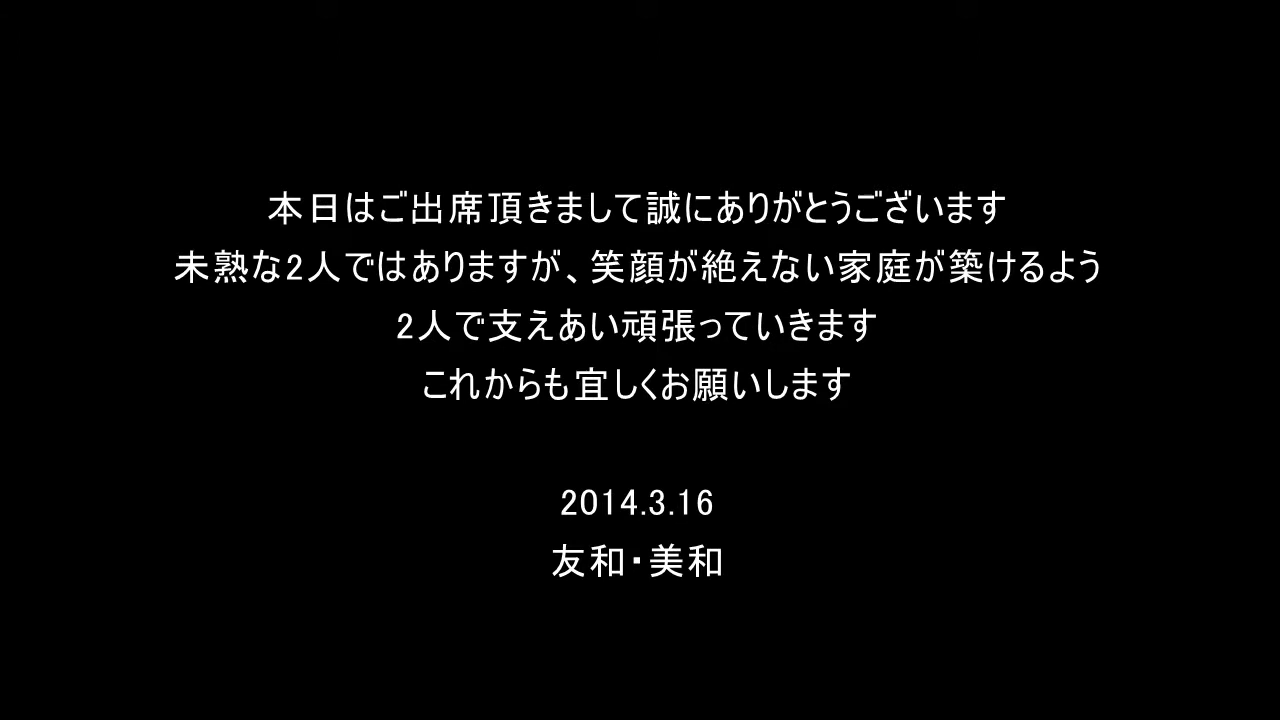 本日はご出席頂きまして誠にありがとうございます
未熟な2人ではありますが、笑顔が絶えない家庭が築けるよう
2人で支えあい頑張っていきます
これからも宜しくお願いします
2014.3.16
友和・美和